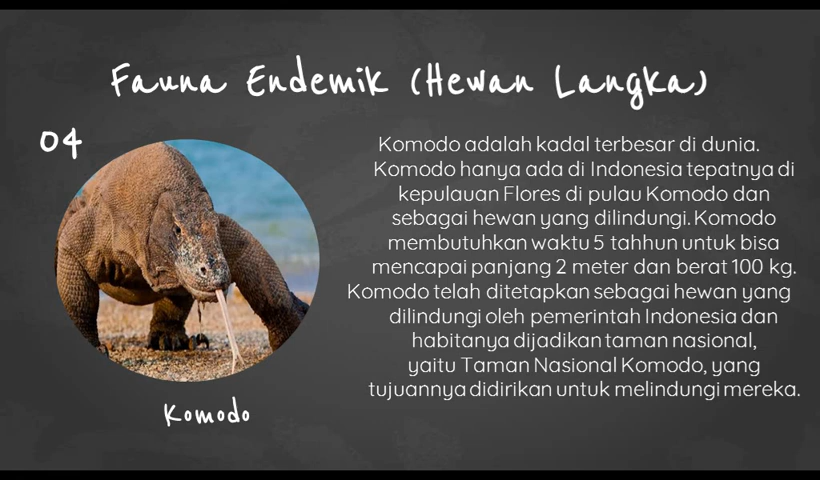 Fauna Endemik (Hewan Langka)
04
Komodo adalah kadal terbesar di dunia.
Komodo hanya ada di Indonesia tepatnya di
kepulauan Flores di pulau Komodo dan
sebagai hewan yang dilindungi. Komodo
membutuhkan waktu 5 tahhun untuk bisa
mencapai panjang 2 meter dan berat 100 kg.
Komodo telah ditetapkan sebagai hewan yang
dilindungi oleh pemerintah Indonesia dan
habitanya dijadikan taman nasional,
yaitu Taman Nasional Komodo, yang
tujuannya didirikan untuk melindungi mereka.
Komodo